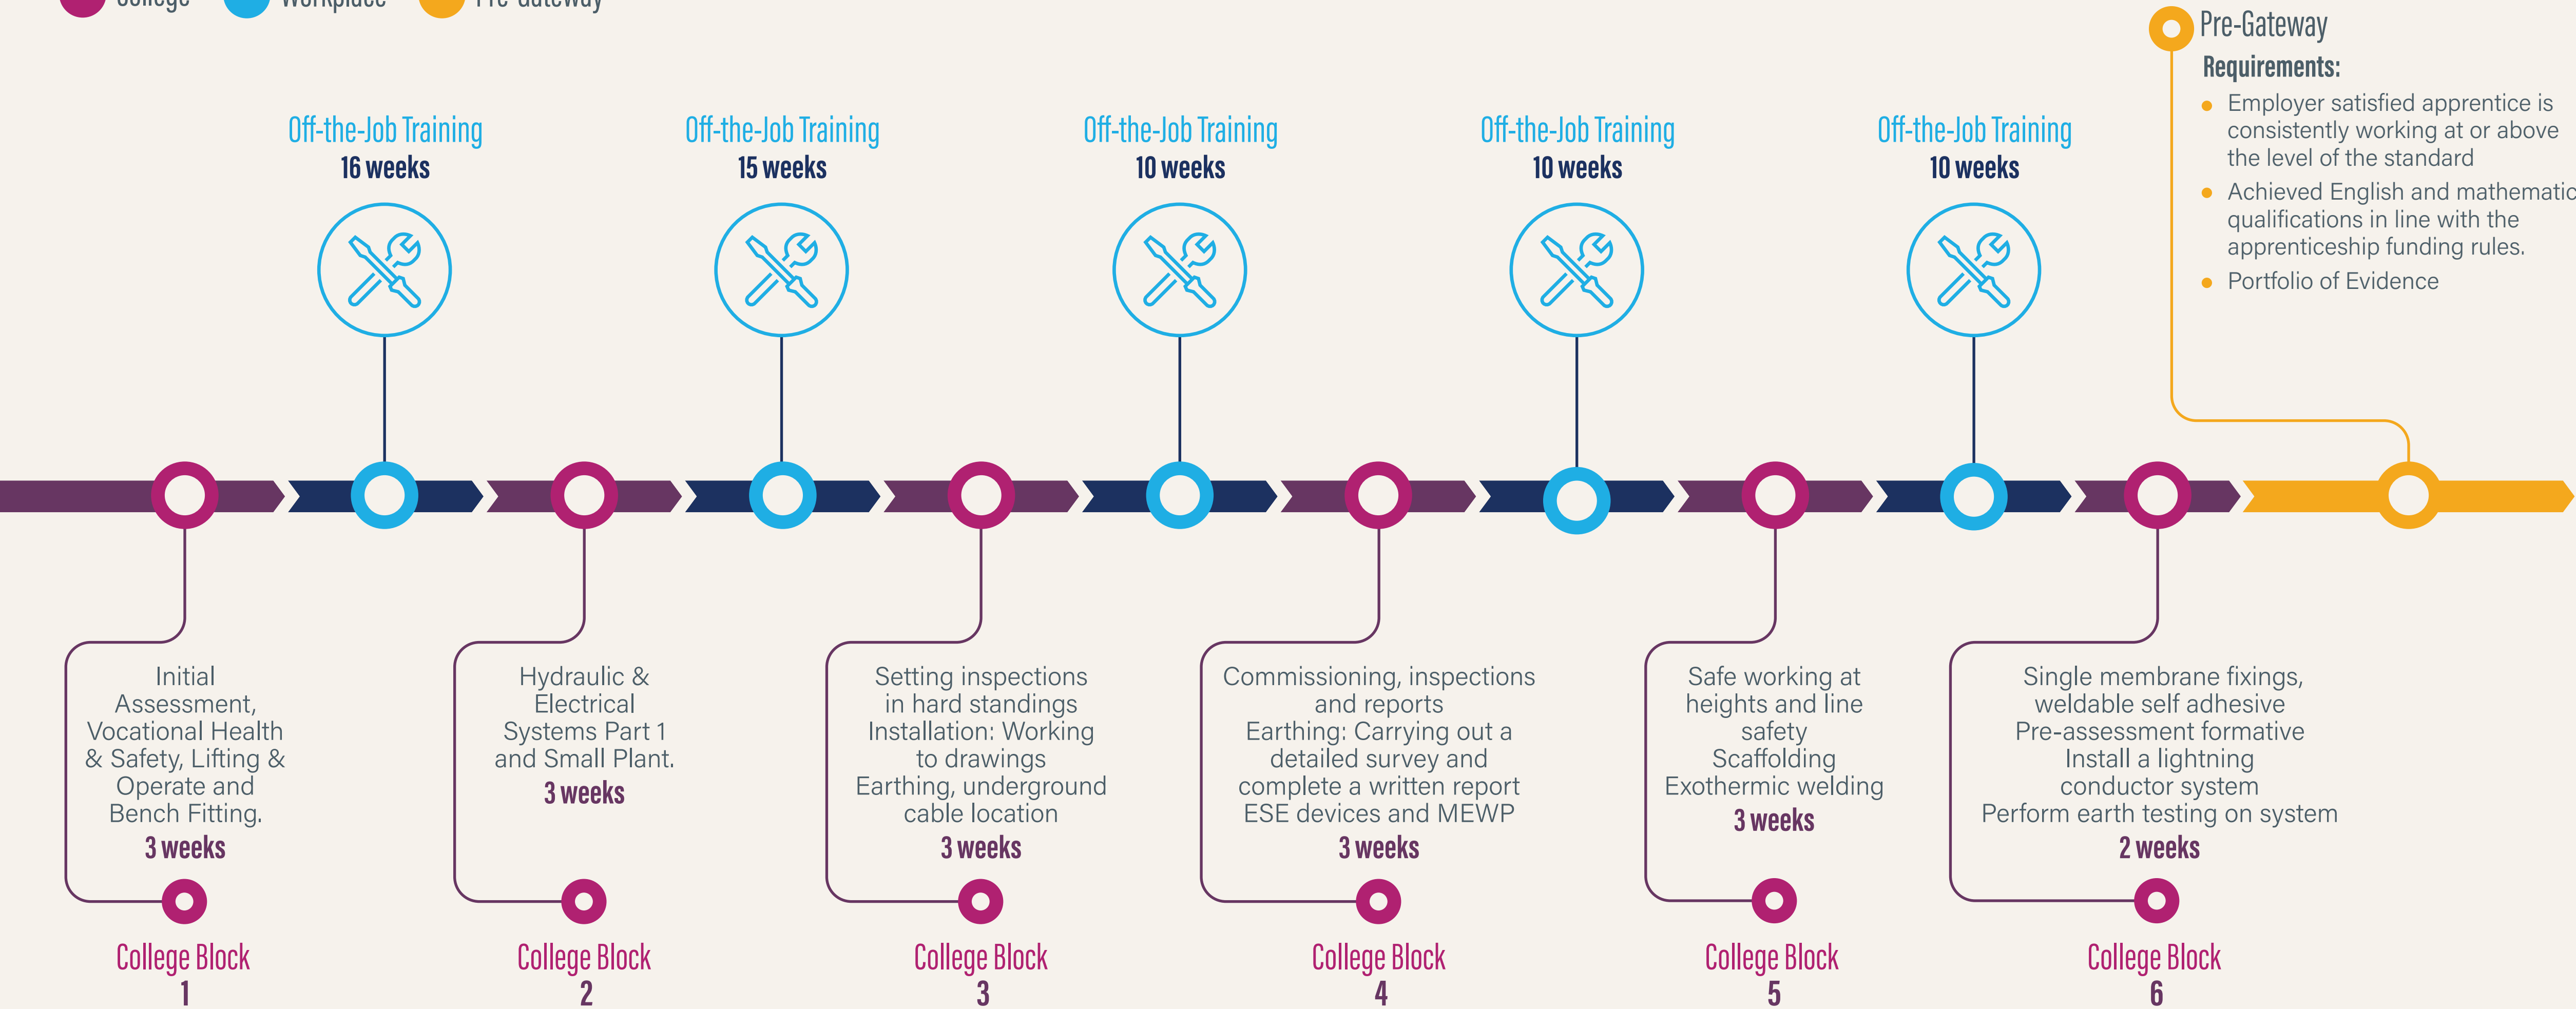 College Workplace Pre-Gateway
Pre-Gateway
Requirements:
Employer satisfied apprentice is
consistently working at or above
the level of the standard
Achieved English and mathematic
qualifications in line with the
apprenticeship funding rules.
Portfolio of Evidence
Off-the-Job Training
16 weeks
Off-the-Job Training
15 weeks
Off-the-Job Training
10 weeks
Off-the-Job Training
10 weeks
Off-the-Job Training
10 weeks
Initial
Assessment,
Vocational Health
& Safety, Lifting &
Operate and
Bench Fitting.
3 weeks
College Block
1
Hydraulic &
Electrical
Systems Part 1
and Small Plant.
3 weeks
College Block
2
Setting inspections
in hard standings
Installation: Working
to drawings
Earthing, underground
cable location
3 weeks
College Block
3
Commissioning, inspections
and reports
Earthing: Carrying out a
detailed survey and
complete a written report
ESE devices and MEWP
3 weeks
College Block
4
Safe working at
heights and line
safety
Scaffolding
Exothermic welding
3 weeks
College Block
5
Single membrane fixings,
weldable self adhesive
Pre-assessment formative
Install a lightning
conductor system
Perform earth testing on system
2 weeks
College Block
6